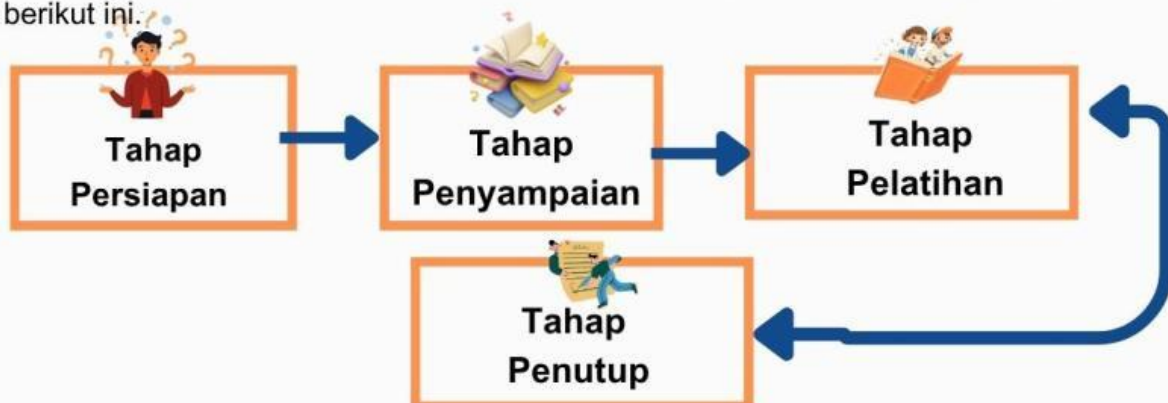 berikut ini.
Tahap
Persiapan
Tahap
Penyampaian
Tahap
Pelatihan
Tahap
Penutup